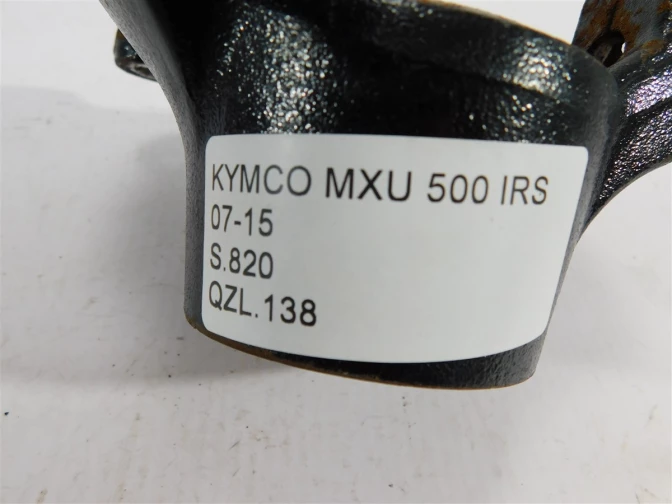 KYMCO MXU 500 IRS
07-15
S.820
QZL.138